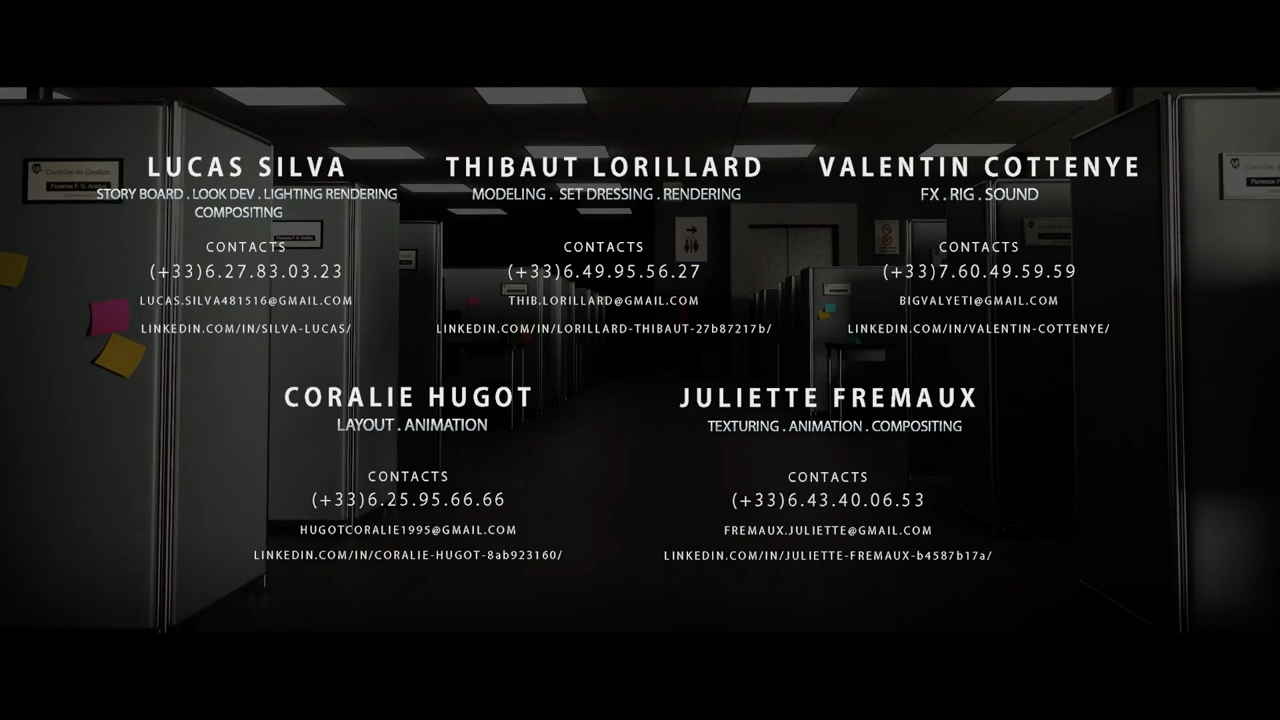 LUCAS SILVA
STORY BOARD . LOOK DEV . LIGHTING RENDERING
COMPOSITING
CONTACTS
(+33)6.27.83.03.23
LUCAS.SILVA481516@GMAIL.COM
LINKEDIN.COM/IN/SILVA-LUCAS/
THIBAUT LORILLARD
MODELING . SET DRESSING . RENDERING
CONTACTS
(+33)6.49.95.56.27
THIB.LORILLARD@GMAIL.COM
LINKEDIN.COM/IN/LORILLARD-THIBAUT-27b87217b/
VALENTIN COTTENYE
FX . RIG . SOUND
CONTACTS
(+33)7.60.49.59.59
BIGVALYETI@GMAIL.COM
LINKEDIN.COM/IN/VALENTIN-COTTENYE/
CORALIE HUGOT
LAYOUT . ANIMATION
CONTACTS
(+33)6.25.95.66.66
HUGOTCORALIE1995@GMAIL.COM
LINKEDIN.COM/IN/CORALIE-HUGOT-8ab923160/
JULIETTE FREMAUX
TEXTURING . ANIMATION . COMPOSITING
CONTACTS
(+33)6.43.40.06.53
FREMAUX.JULIETTE@GMAIL.COM
LINKEDIN.COM/IN/JULIETTE-FREMAUX-b4587b17a/
Contrôle de Gestion
Florence F. G.